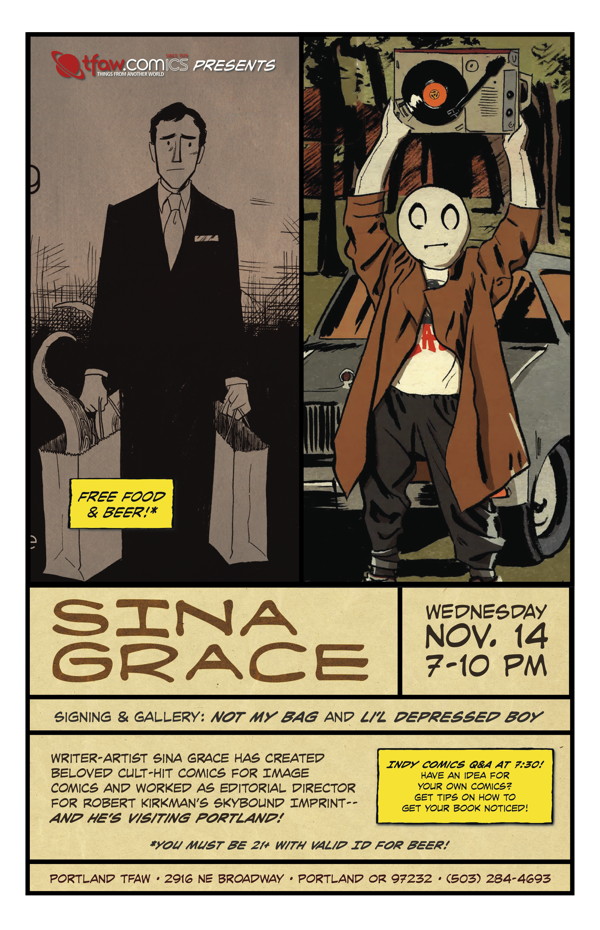 tfaw.comics PRESENTS
THINGS FROM ANOTHER WORLD
FREE FOOD
& BEER!*
SINA
GRACE
WEDNESDAY
NOV. 14
7-10 PM
SIGNING & GALLERY: NOT MY BAG AND LI'L DEPRESSED BOY
WRITER-ARTIST SINA GRACE HAS CREATED
BELOVED CULT-HIT COMICS FOR IMAGE
COMICS AND WORKED AS EDITORIAL DIRECTOR
FOR ROBERT KIRKMAN'S SKYBOUND IMPRINT--
AND HE'S VISITING PORTLAND!
INDY COMICS Q&A AT 7:30!
HAVE AN IDEA FOR
YOUR OWN COMICS?
GET TIPS ON HOW TO
GET YOUR BOOK NOTICED!
*YOU MUST BE 21+ WITH VALID ID FOR BEER!
PORTLAND TFAW • 2916 NE BROADWAY • PORTLAND OR 97232 • (503) 284-4693